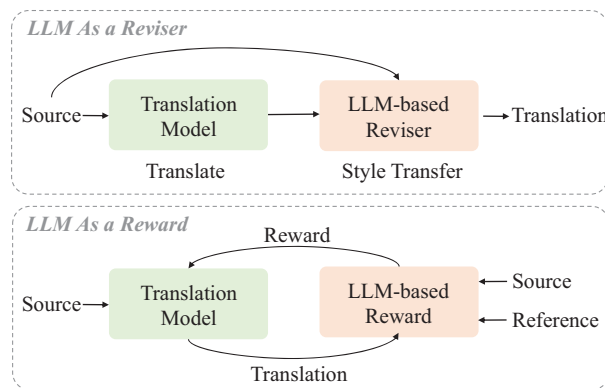 LLM As a Reviser
Source
Translation
Model
LLM-based
Reviser
Translation
Translate
Style Transfer
LLM As a Reward
Reward
Source
Translation
Model
LLM-based
Reward
Source
Reference
Translation